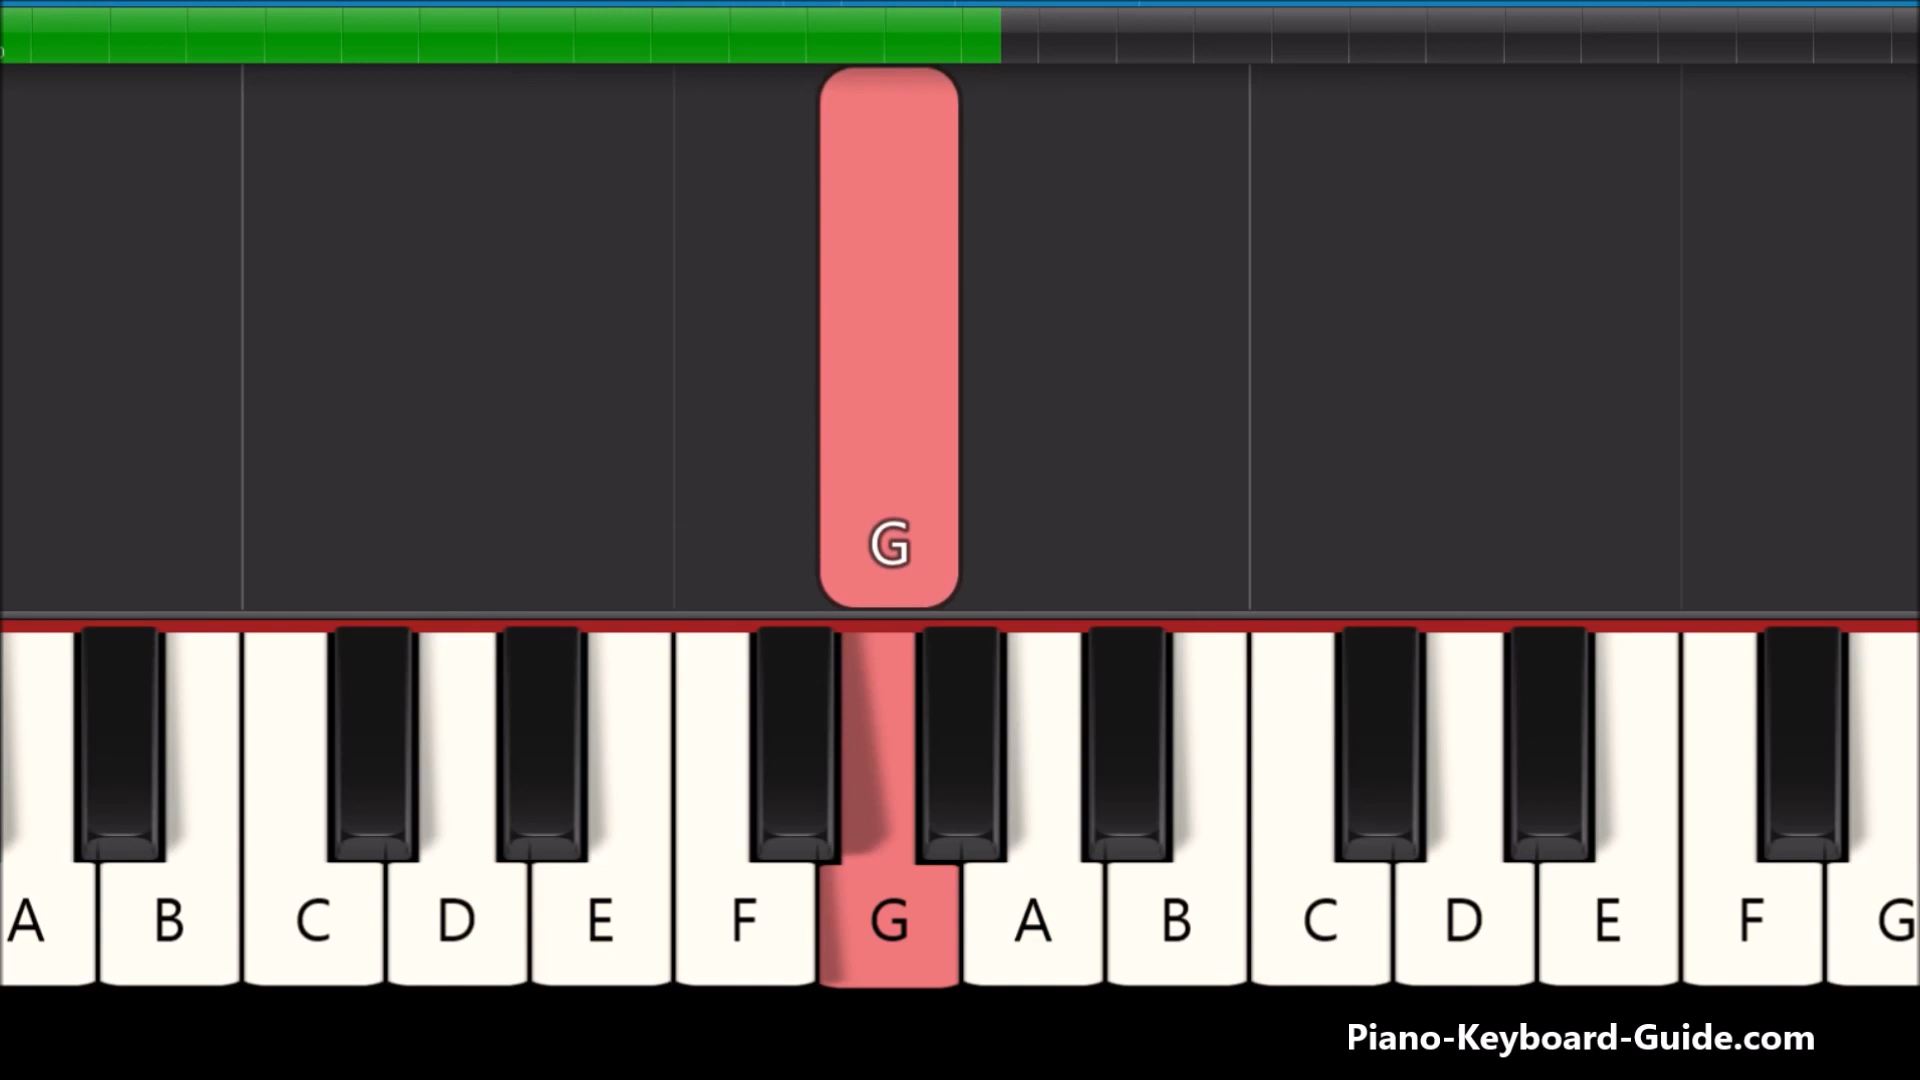 G
A B C D E F G A B C D E F G
Piano-Keyboard-Guide.com